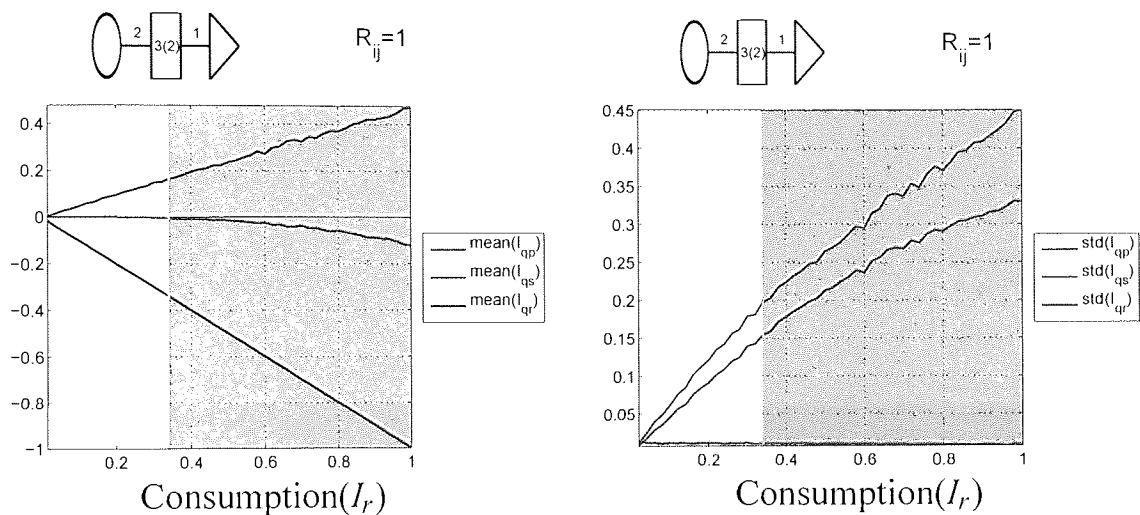 2 3(2) 1 R_ij=1
0.4
0.2
0
−0.2
−0.4
−0.6
−0.8
−1
0.2 0.4 0.6 0.8 1
Consumption(I_r)
mean(I_qp)
mean(I_qs)
mean(I_qr)
2 3(2) 1 R_ij=1
0.45
0.4
0.35
0.3
0.25
0.2
0.15
0.1
0.05
0.2 0.4 0.6 0.8 1
Consumption(I_r)
std(I_qp)
std(I_qs)
std(I_qr)